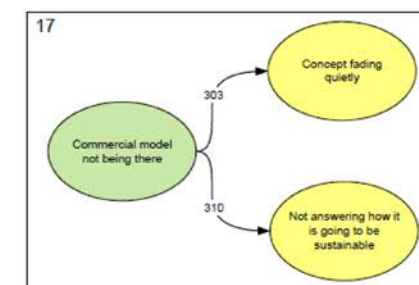 17
Concept fading
quietly
303
Commercial model
not being there
310
Not answering how it
is going to be
sustainable